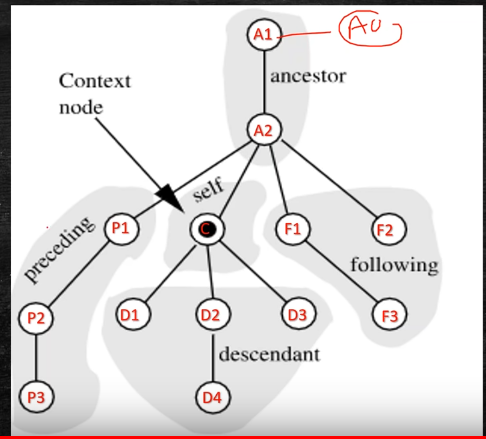 A1
A0
ancestor
Context
node
A2
self
preceding
P1
C
F1
F2
following
P2
D1
D2
D3
F3
descendant
P3
D4